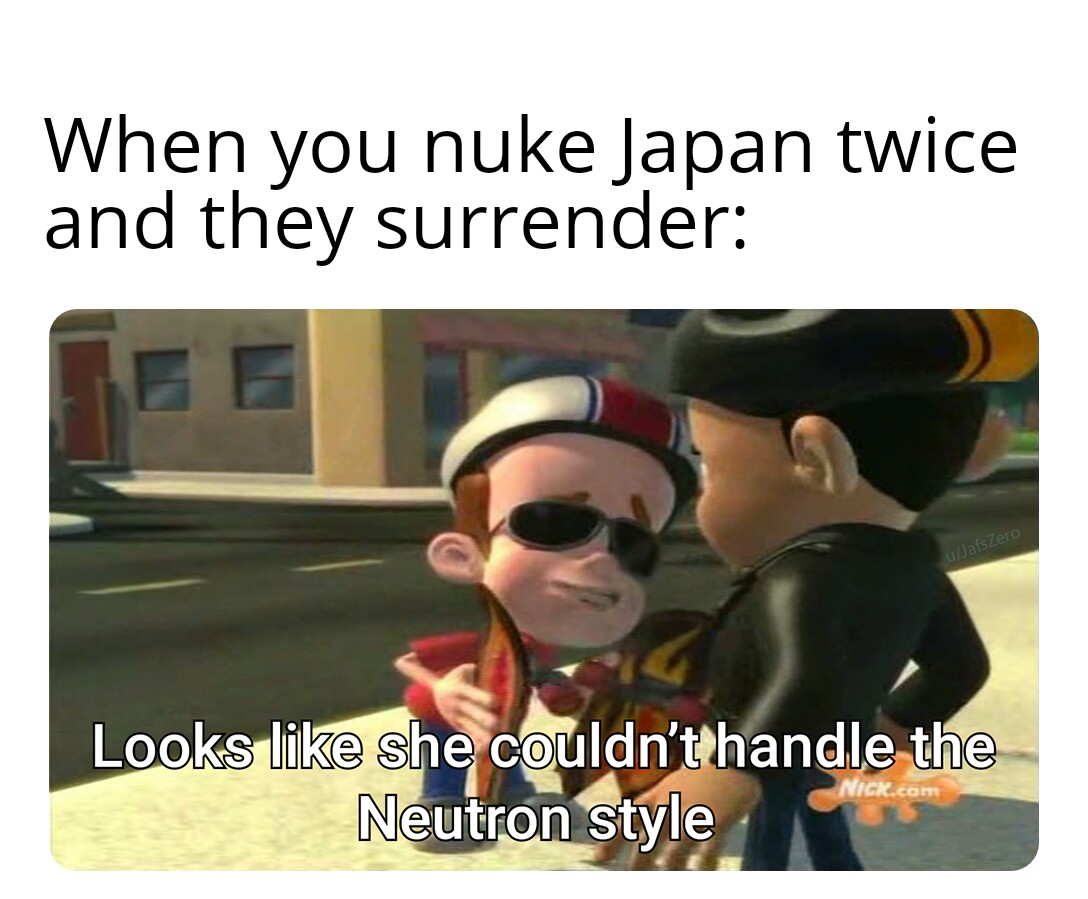 When you nuke Japan twice
and they surrender:
u/JafsZero
Looks like she couldn't handle the
Neutron style
NICK.com